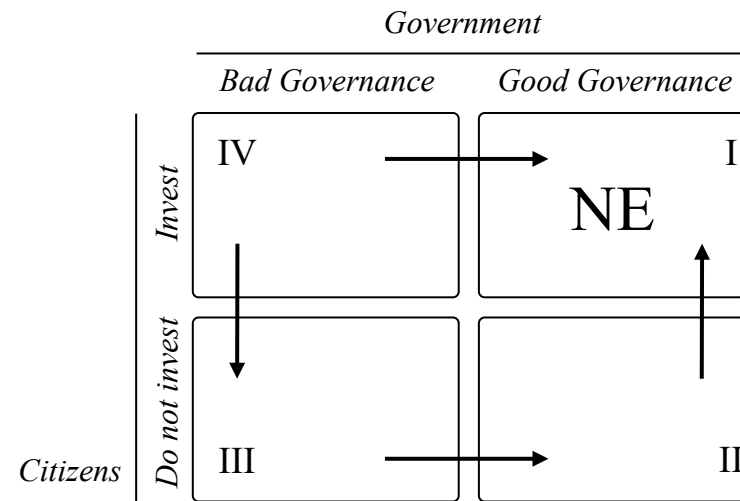 Government
Bad Governance Good Governance
Invest
IV
I
NE
Do not invest
III
II
Citizens